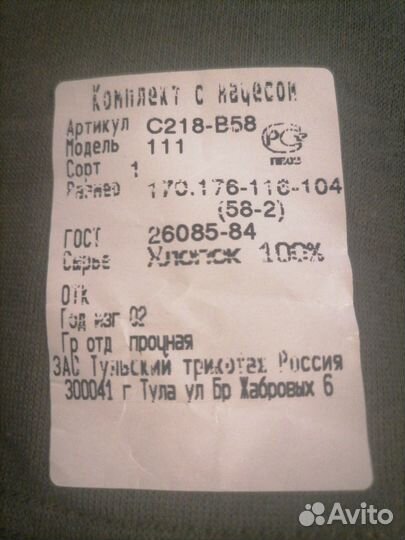 Комплект с начесом
Артикул С218-В58
Модель 111
Сорт 1
Размер 170.176-116-104
(58-2)
ГОСТ 26085-84
Сырье Хлопок 100%
ОТК
Год изг 02
Гр отд прочная
ЗАС Тульский трикотаж Россия
300041 г Тула ул Бр Жабровых 6
Avito